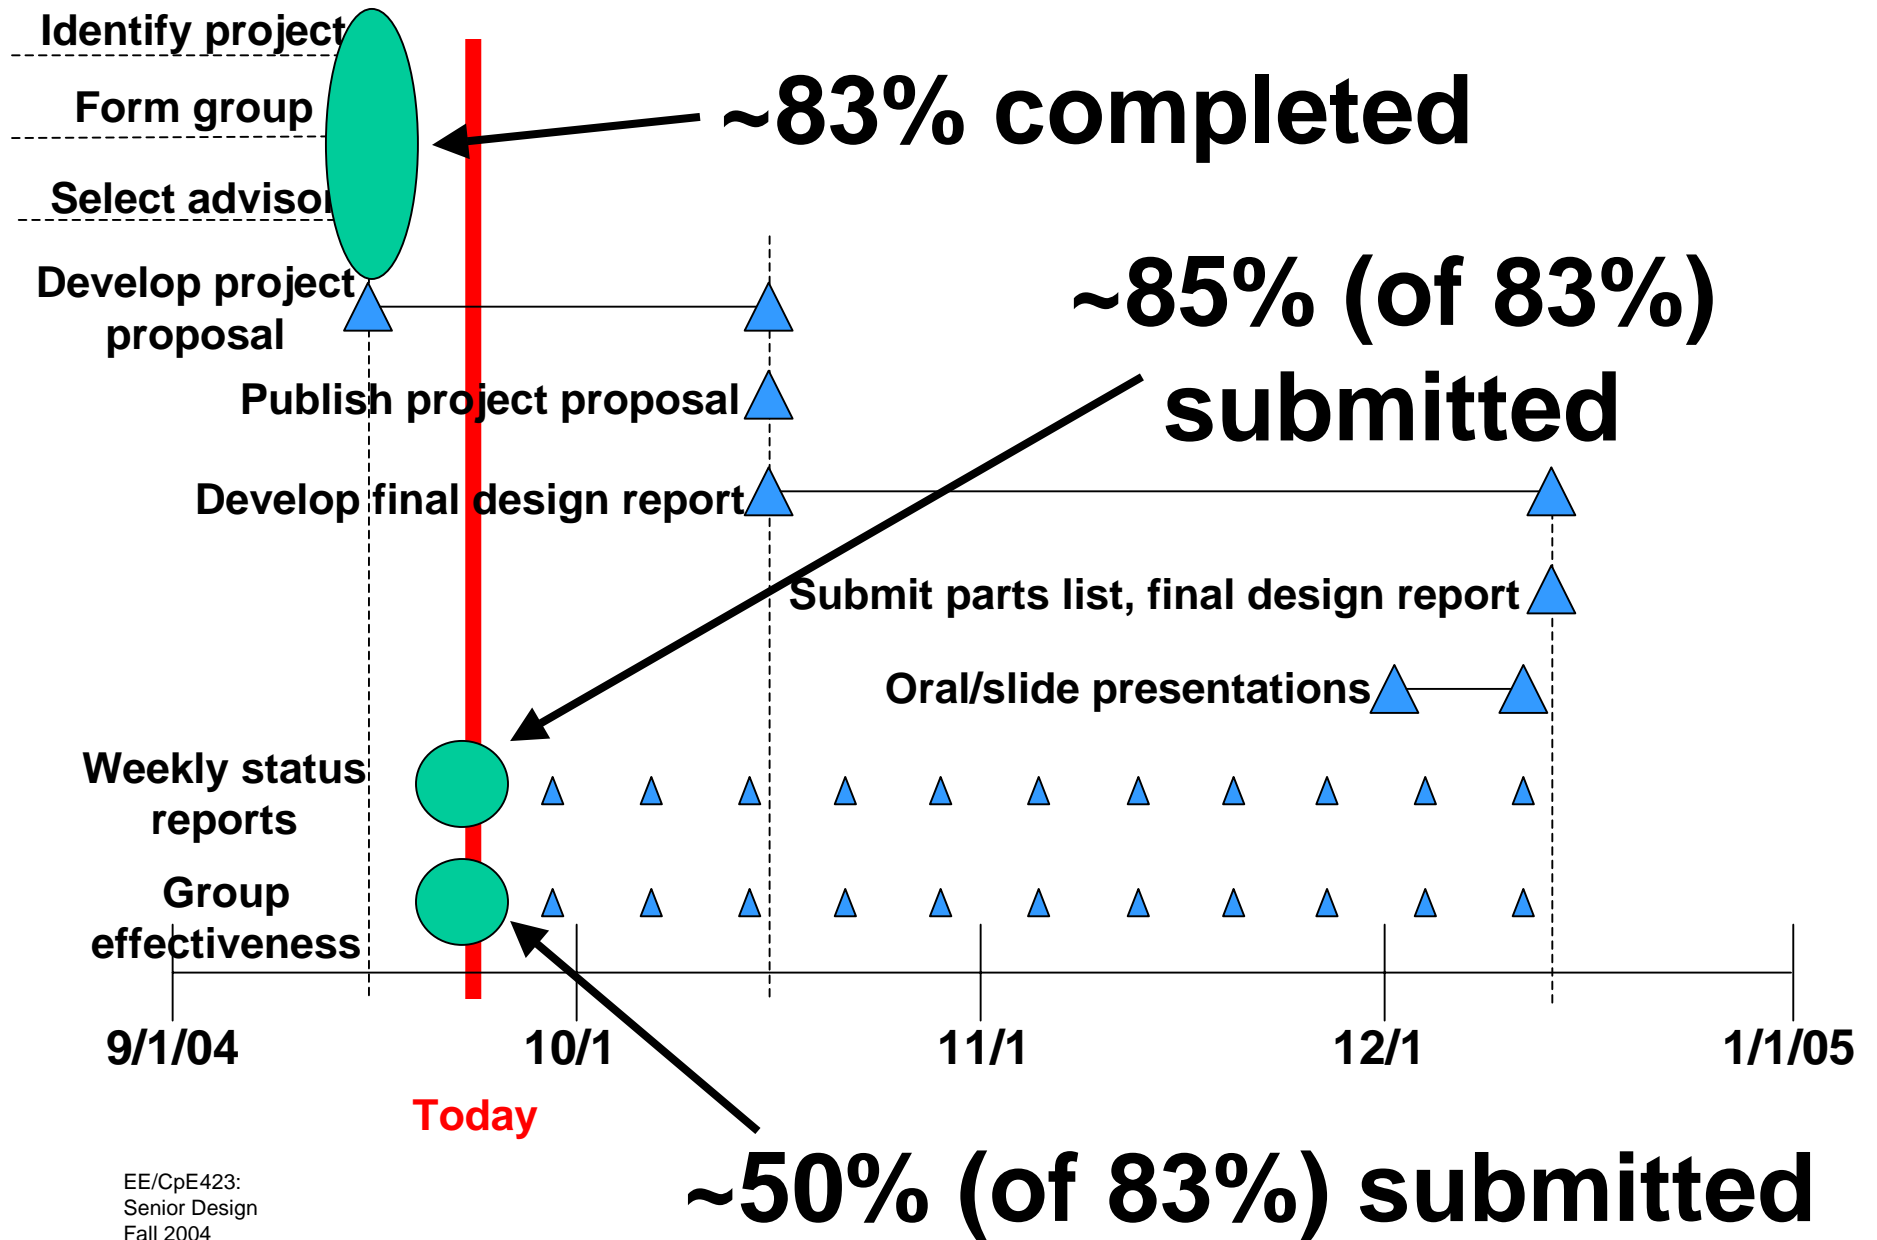 Identify project
Form group
~83% completed
Select advisor
Develop project
proposal
~85% (of 83%)
submitted
Publish project proposal
Develop final design report
Submit parts list, final design report
Oral/slide presentations
Weekly status
reports
Group
effectiveness
9/1/04 10/1 11/1 12/1 1/1/05
Today
~50% (of 83%) submitted
EE/CpE423:
Senior Design
Fall 2004